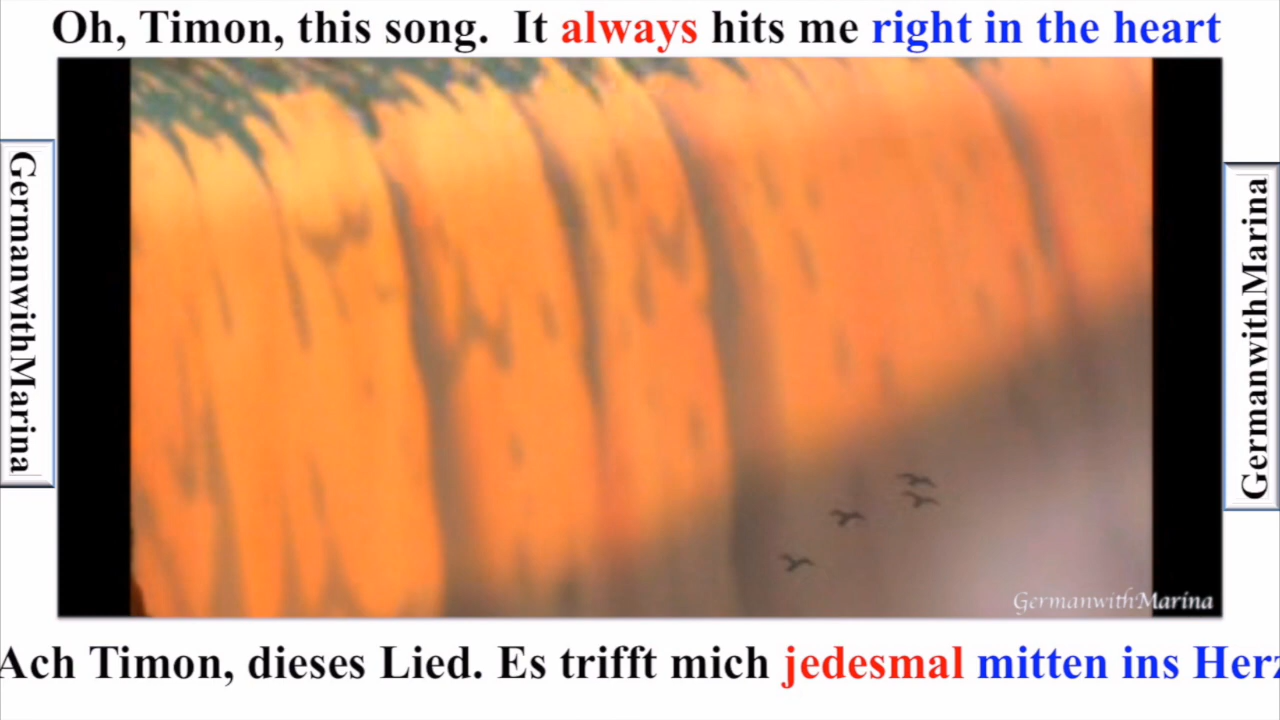 Oh, Timon, this song. It always hits me right in the heart
GermanwithMarina
GermanwithMarina
GermanwithMarina
Ach Timon, dieses Lied. Es trifft mich jedesmal mitten ins Herz